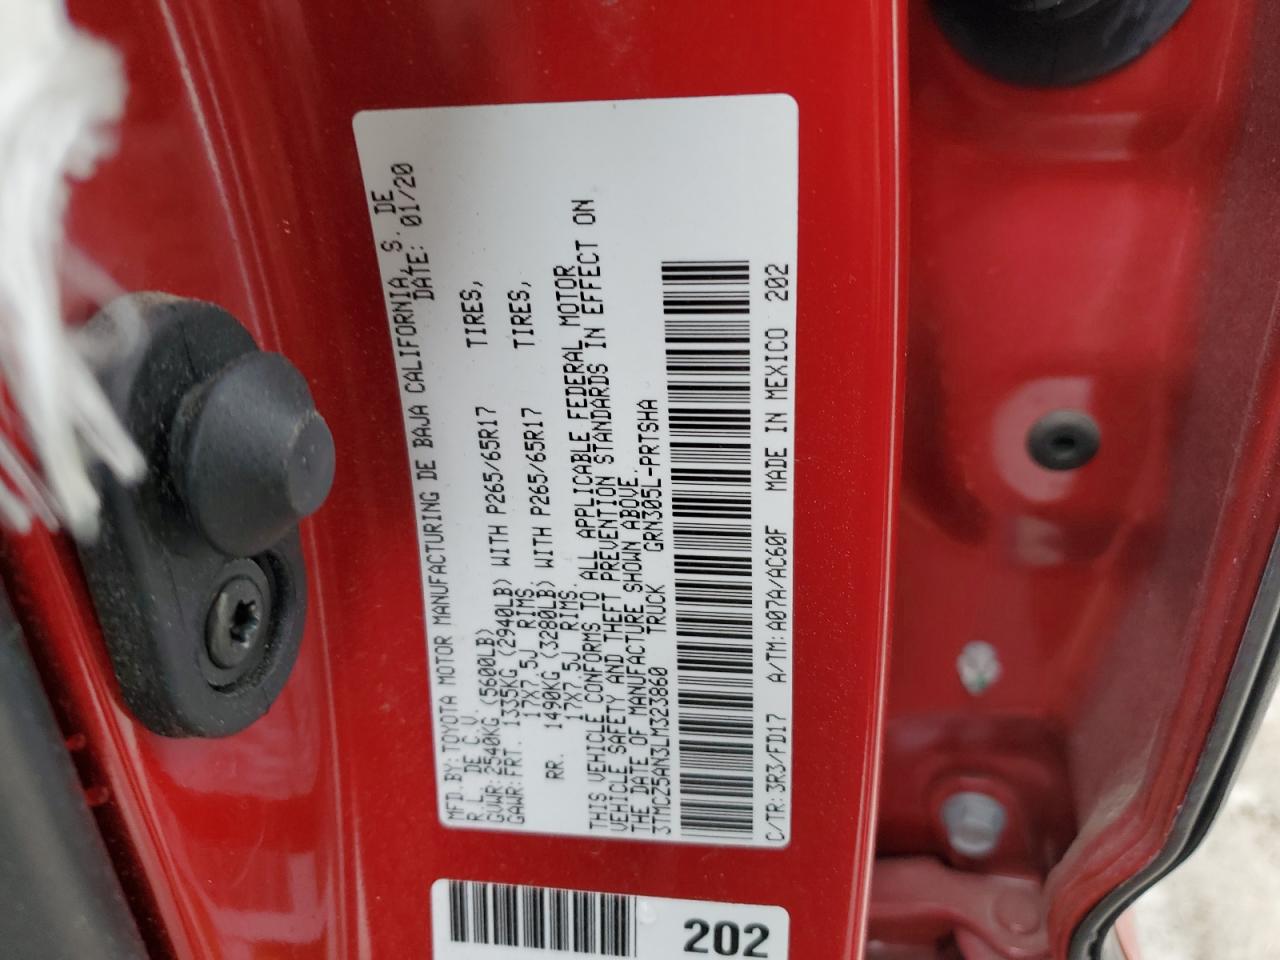 MFD.BY:TOYOTA MOTOR MANUFACTURING DE BAJA CALIFORNIA, S. DE
R.L. DE C.V. DATE: 01/20
GVWR:2540KG (5600LB)
GAWR:FRT. 1335KG (2940LB) WITH P265/65R17 TIRES,
17X7.5J RIMS
RR. 1490KG (3280LB) WITH P265/65R17 TIRES,
17X7.5J RIMS.
THIS VEHICLE CONFORMS TO ALL APPLICABLE FEDERAL MOTOR
VEHICLE SAFETY AND THEFT PREVENTION STANDARDS IN EFFECT ON
THE DATE OF MANUFACTURE SHOWN ABOVE.
3TMCZ5AN3LM323860 TRUCK GRN305L-PRTSHA
C/TR:3R3/FD17 A/TM:A07A/AC60F MADE IN MEXICO 202
202